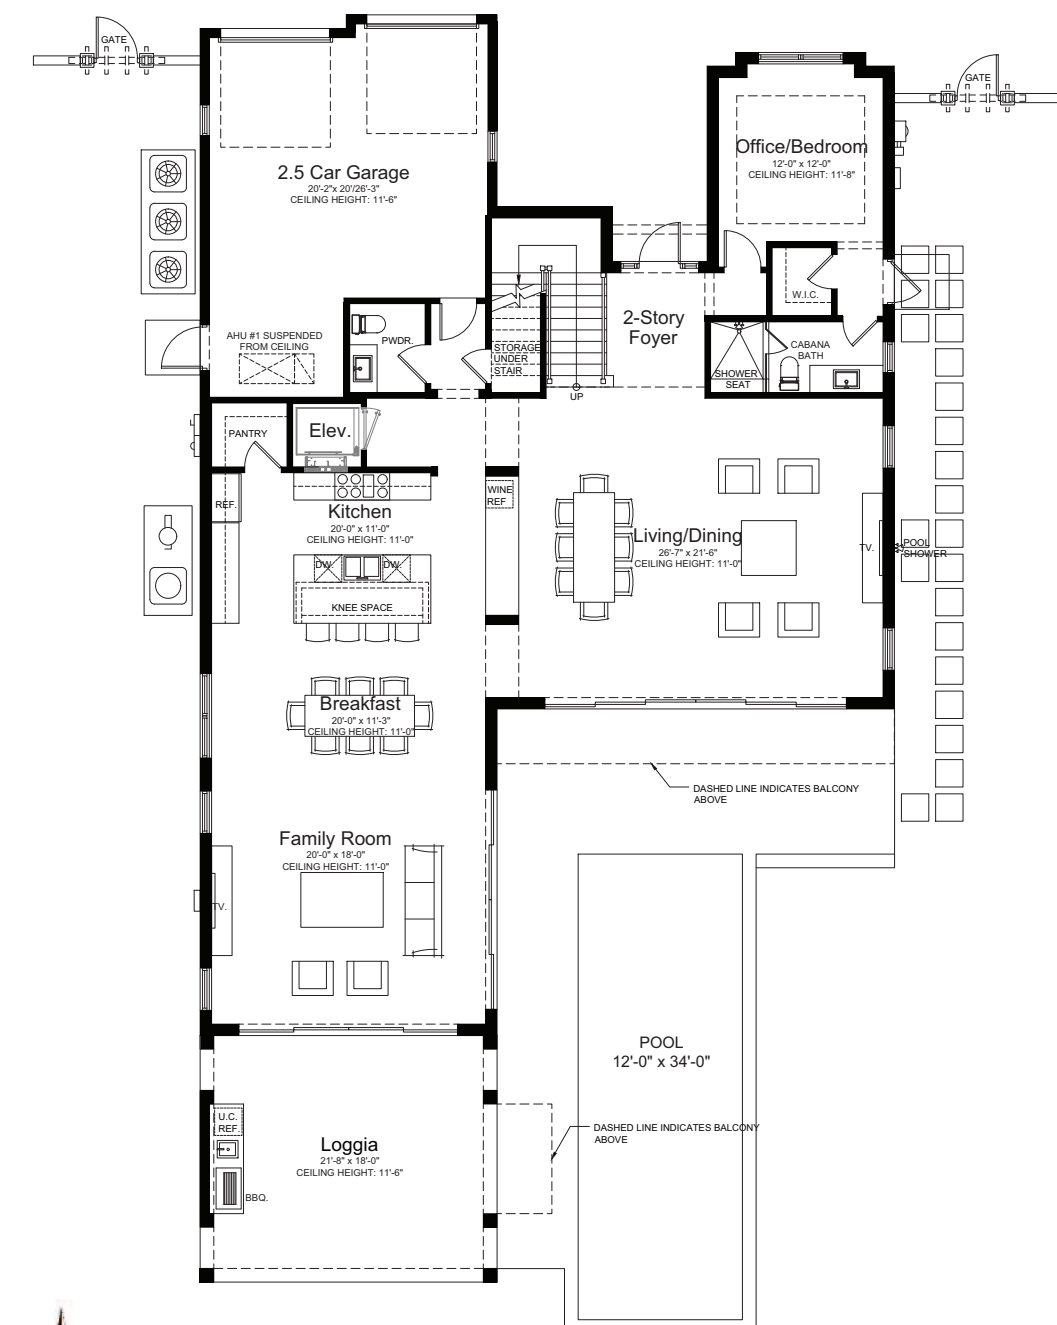 GATE
GATE
2.5 Car Garage
20'-2"x 20'/26'-3"
CEILING HEIGHT: 11'-6"
Office/Bedroom
12'-0" x 12'-0"
CEILING HEIGHT: 11'-8"
W.I.C.
2-Story
Foyer
AHU #1 SUSPENDED
FROM CEILING
PWDR.
STORAGE
UNDER
STAIR
UP
CABANA
BATH
SHOWER
SEAT
PANTRY
Elev.
REF.
Kitchen
20'-0" x 11'-0"
CEILING HEIGHT: 11'-0"
WINE
REF
DW.
DW.
KNEE SPACE
Living/Dining
26'-7" x 21'-6"
CEILING HEIGHT: 11'-0"
TV.
POOL
SHOWER
Breakfast
20'-0" x 11'-3"
CEILING HEIGHT: 11'-0"
DASHED LINE INDICATES BALCONY
ABOVE
Family Room
20'-0" x 18'-0"
CEILING HEIGHT: 11'-0"
TV.
POOL
12'-0" x 34'-0"
U.C.
REF.
Loggia
21'-8" x 18'-0"
CEILING HEIGHT: 11'-6"
BBQ.
DASHED LINE INDICATES BALCONY
ABOVE